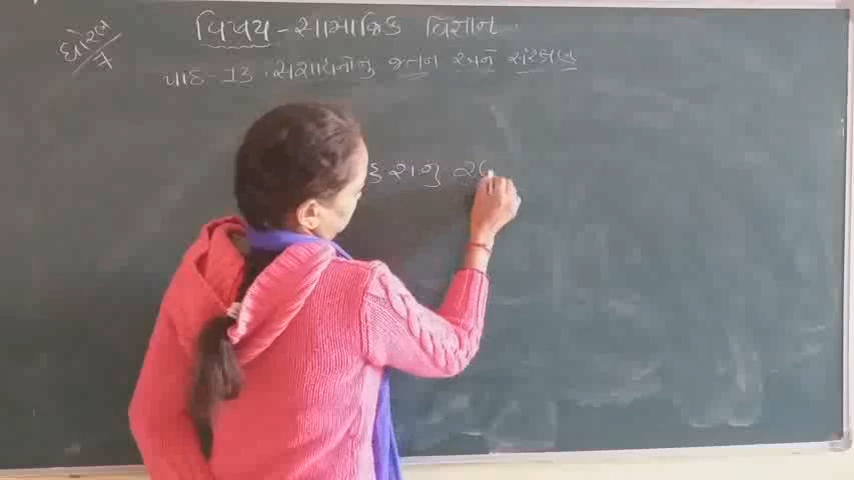 ધોરણ
7
વિષય - સામાજિક વિજ્ઞાન
પાઠ - 13 . સંસાધનોનું જતન અને સંરક્ષણ